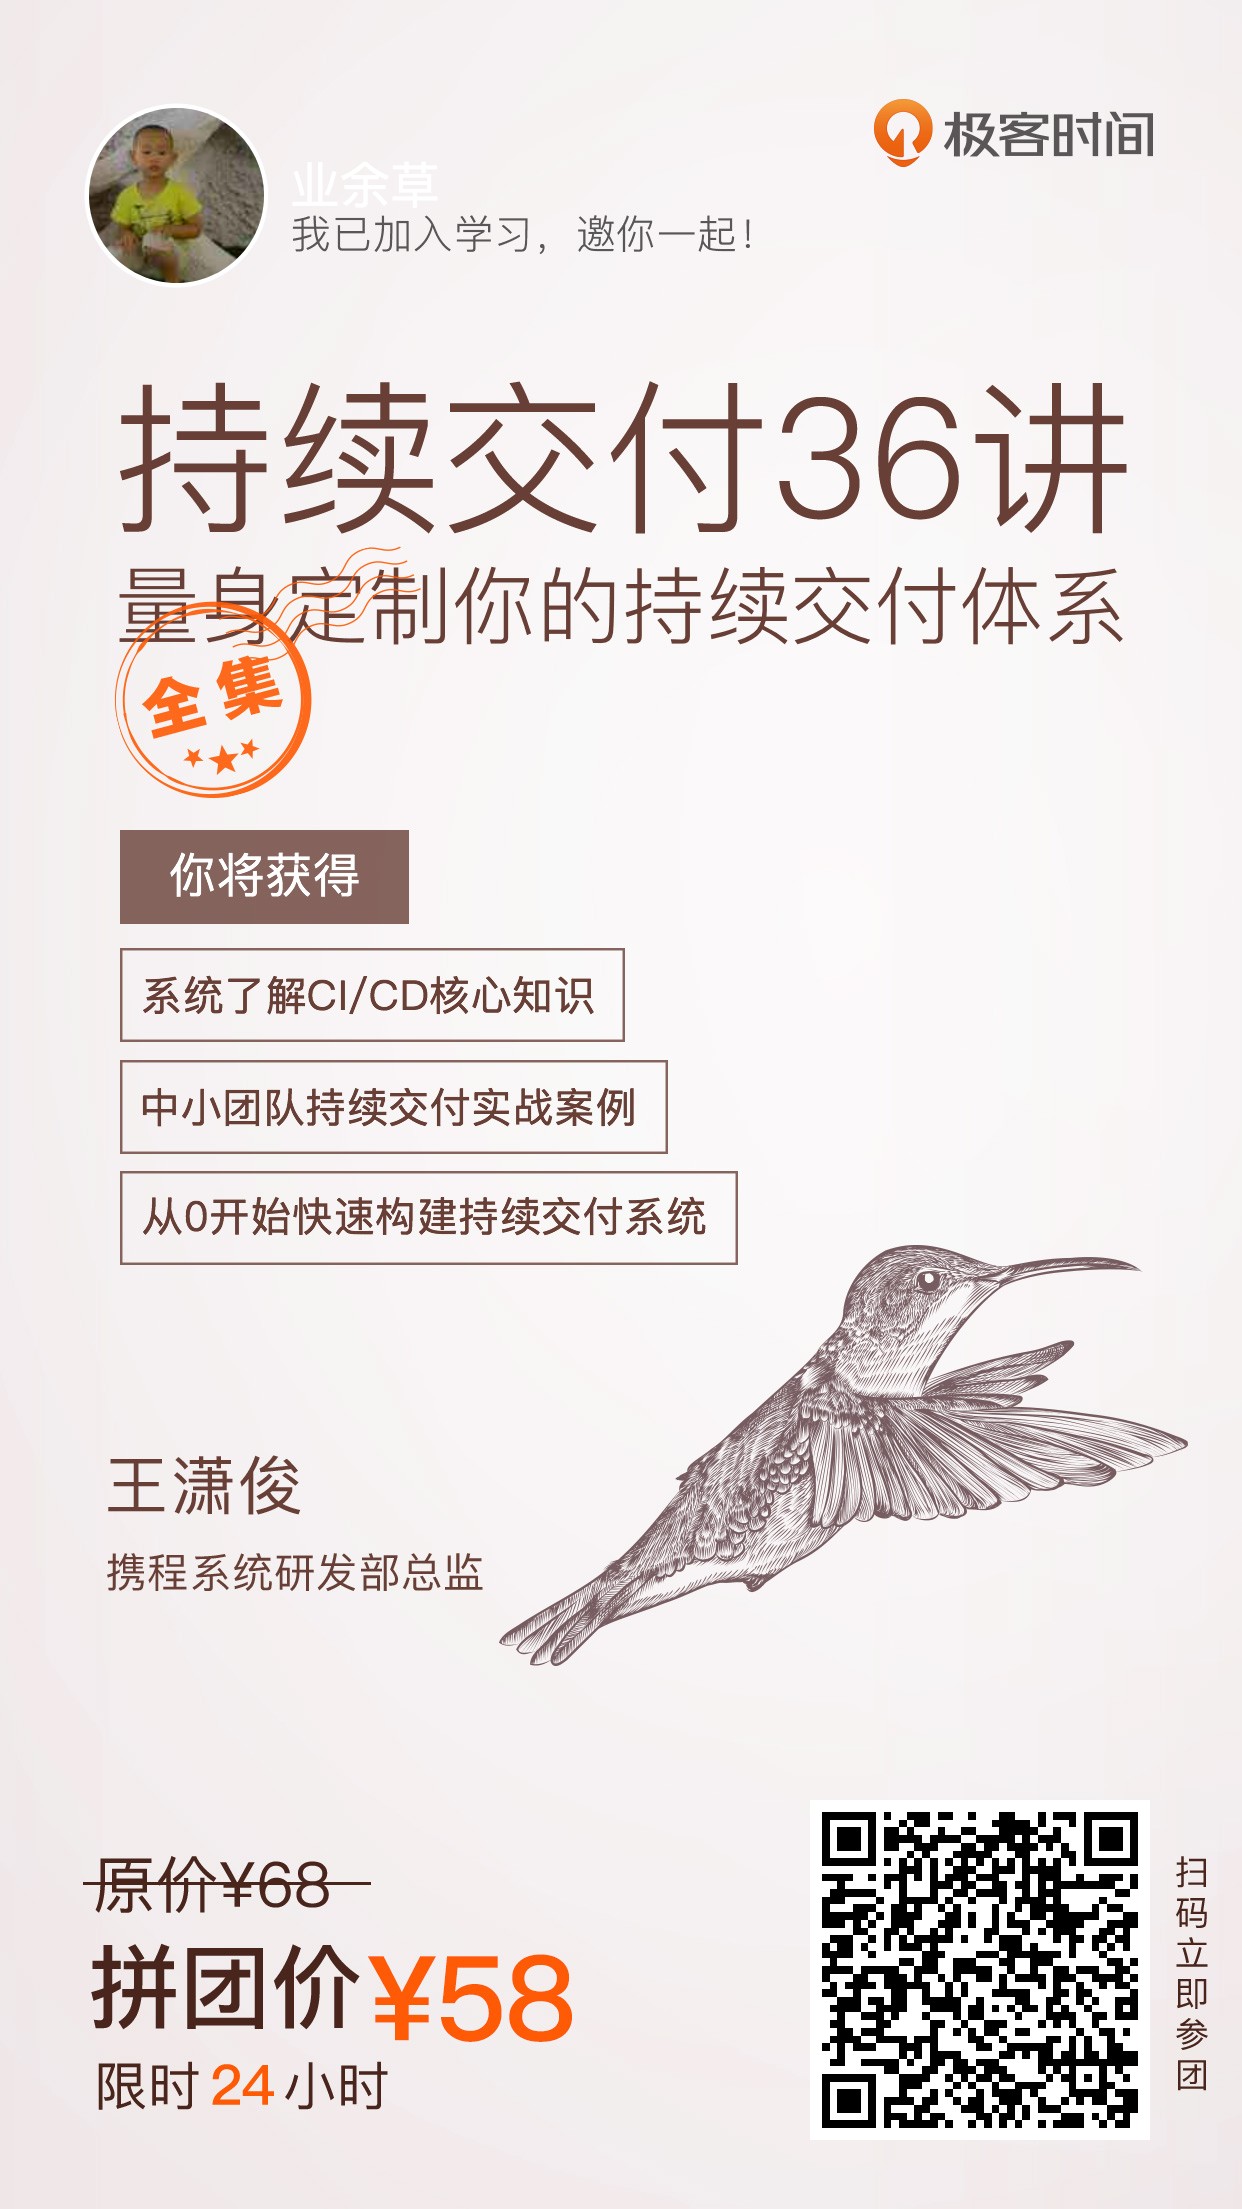 极客时间
业余草
我已加入学习，邀你一起！
持续交付36讲
量身定制你的持续交付体系
全集
你将获得
系统了解CI/CD核心知识
中小团队持续交付实战案例
从0开始快速构建持续交付系统
王潇俊
携程系统研发部总监
原价¥68
拼团价¥58
限时24小时
扫码立即参团